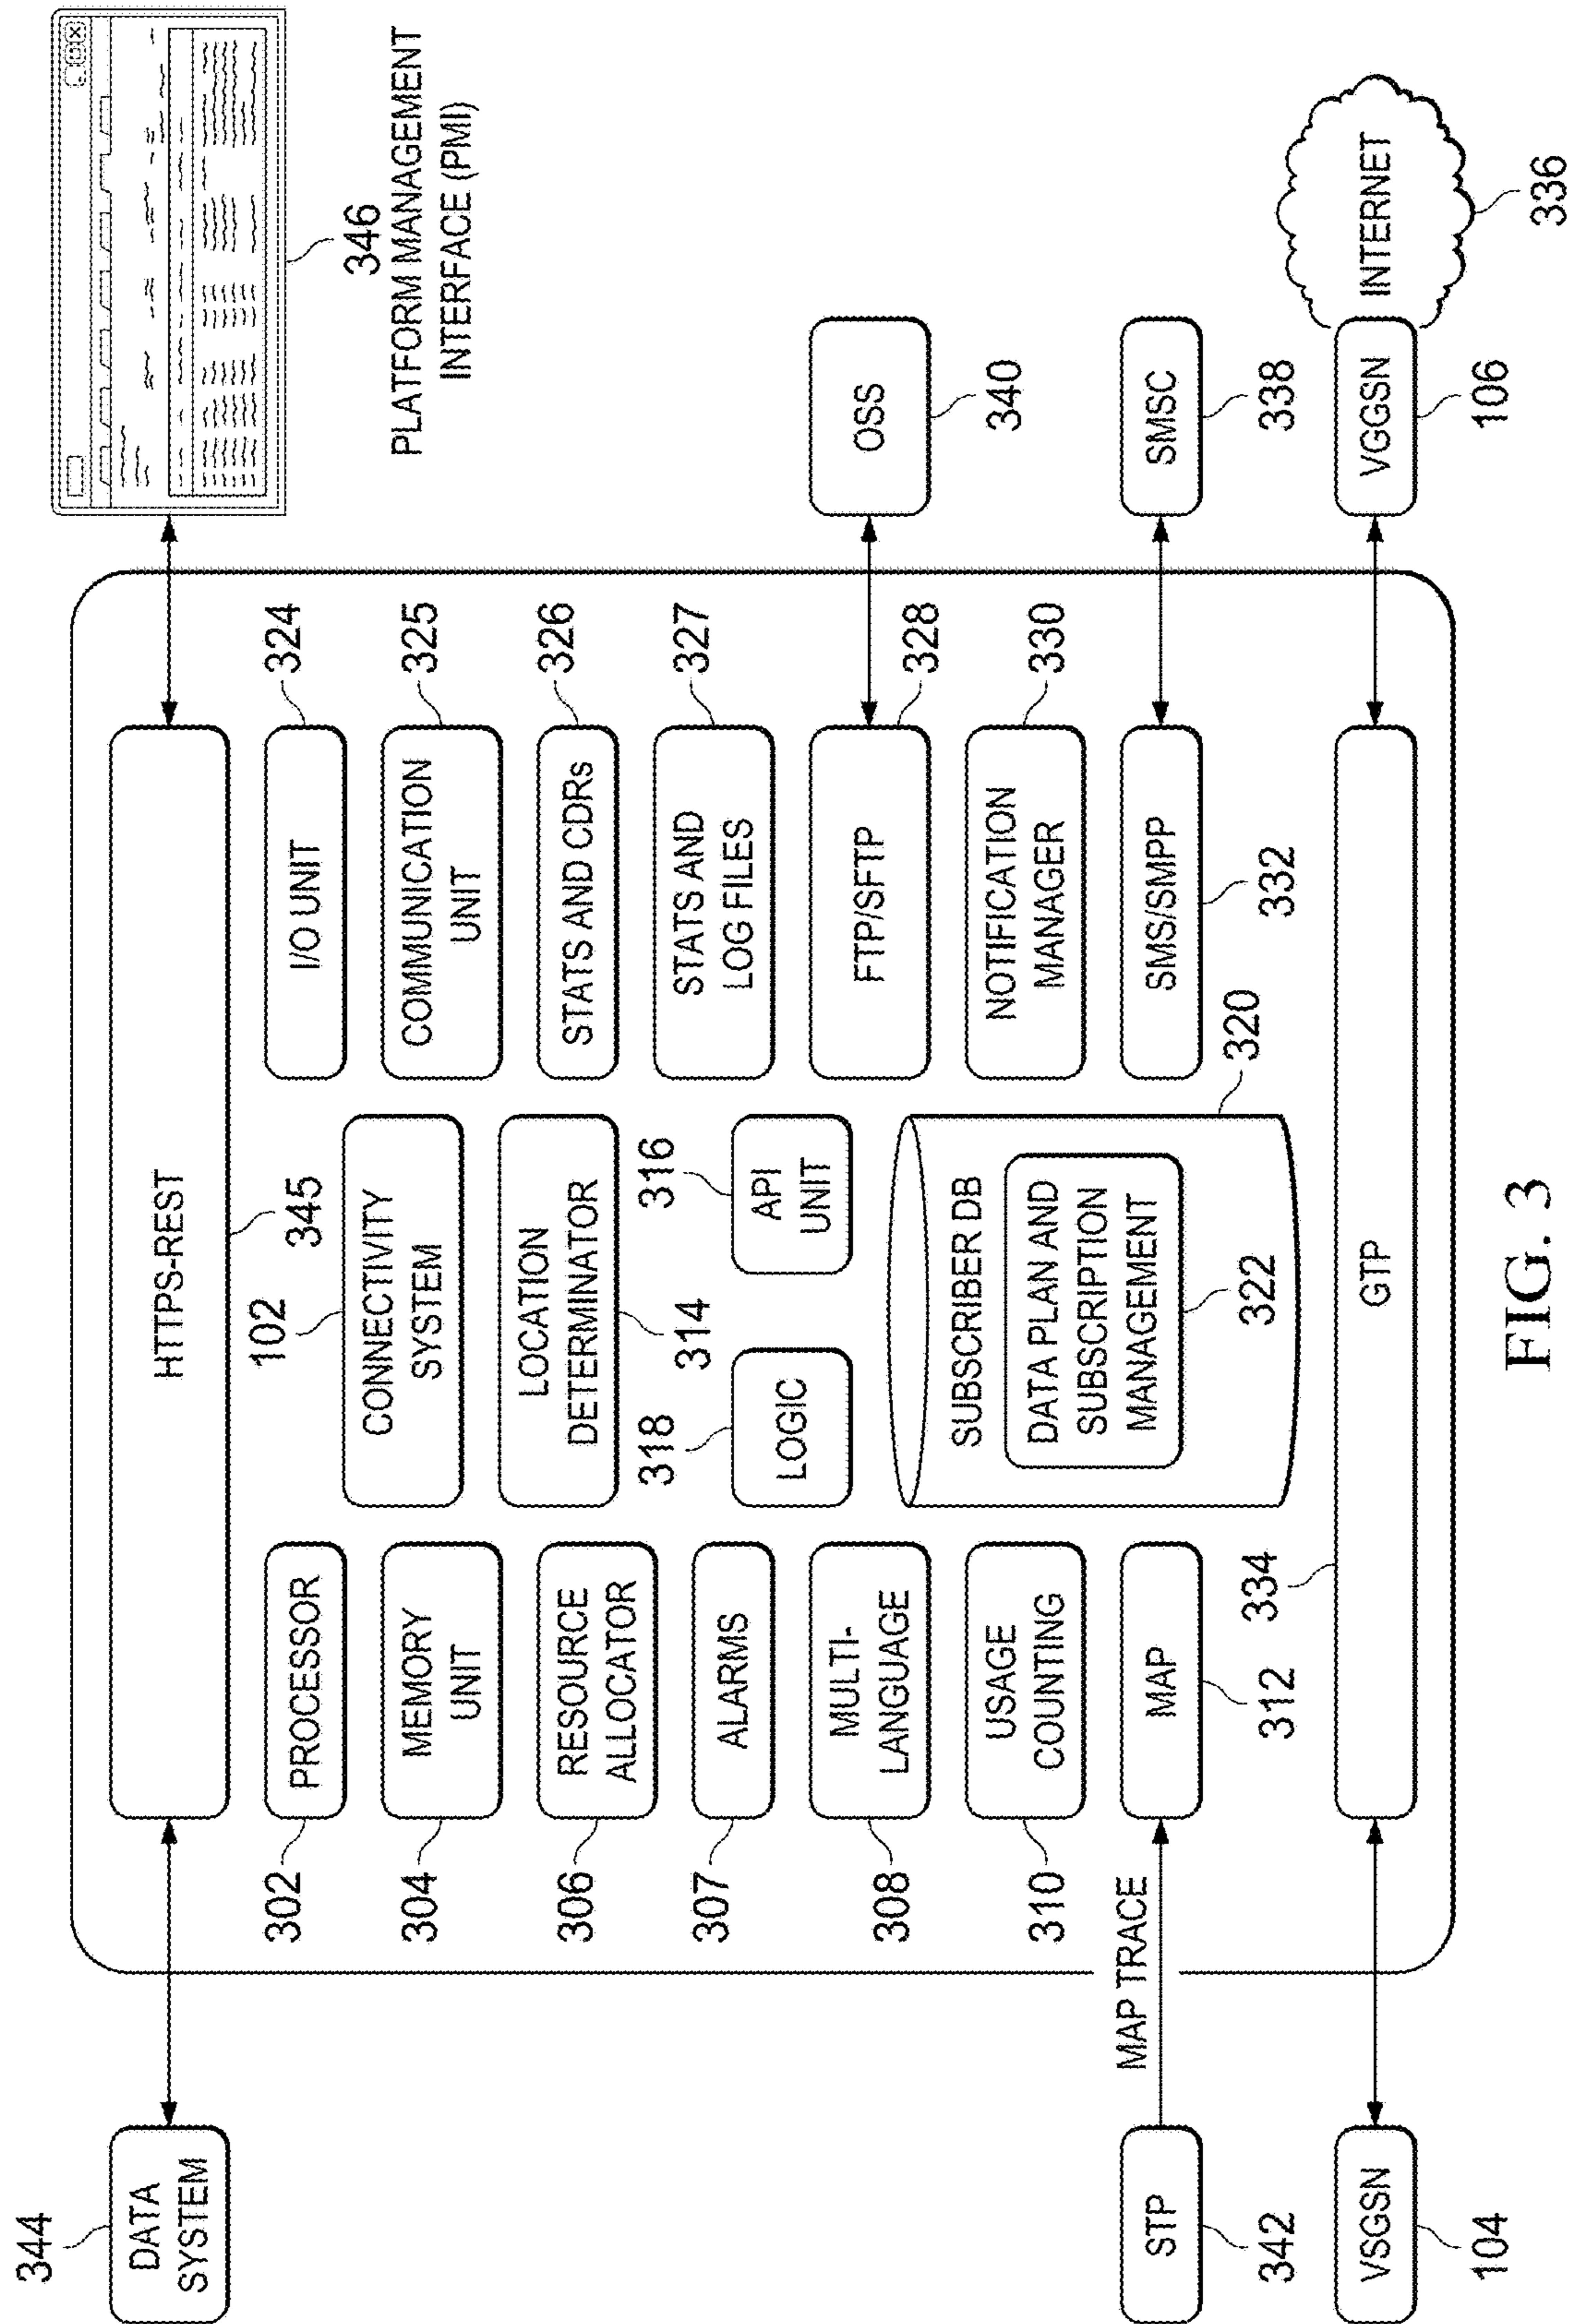 344
DATA
SYSTEM
HTTPS-REST
345
346
PLATFORM MANAGEMENT
INTERFACE (PMI)
302
PROCESSOR
304
MEMORY
UNIT
306
RESOURCE
ALLOCATOR
307
ALARMS
308
MULTI-
LANGUAGE
310
USAGE
COUNTING
MAP
312
102
CONNECTIVITY
SYSTEM
LOCATION
DETERMINATOR
314
318
LOGIC
316
API
UNIT
SUBSCRIBER DB
320
DATA PLAN AND
SUBSCRIPTION
MANAGEMENT
322
I/O UNIT
324
COMMUNICATION
UNIT
325
STATS AND CDRs
326
STATS AND
LOG FILES
327
FTP/SFTP
328
NOTIFICATION
MANAGER
330
SMS/SMPP
332
OSS
340
SMSC
338
STP
342
MAP TRACE
VSGSN
104
334
GTP
VGGSN
106
INTERNET
336
FIG. 3